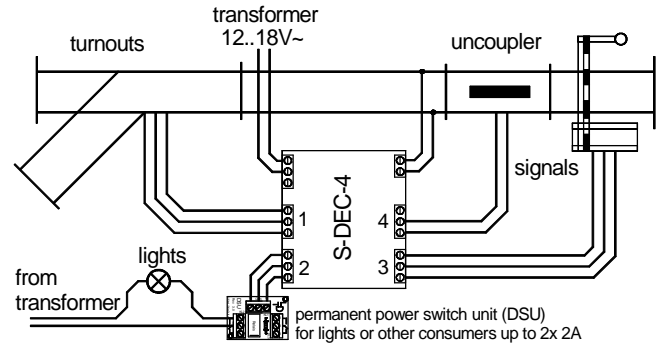 transformer
12..18V~
turnouts
uncoupler
signals
S-DEC-4
1
4
2
3
lights
from
transformer
DSU
permanent power switch unit (DSU)
for lights or other consumers up to 2x 2A